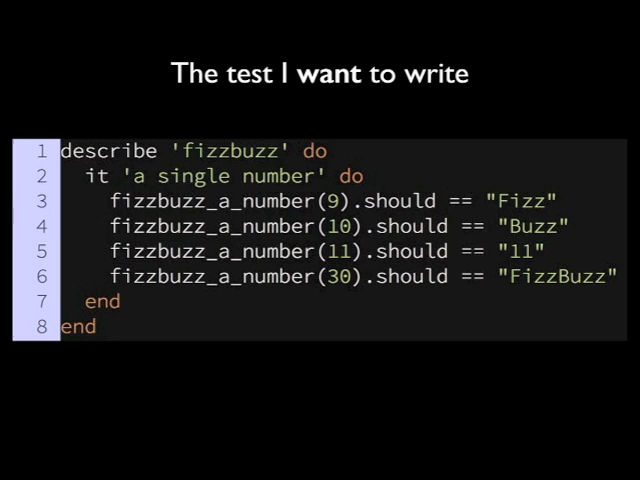 The test I want to write
1 describe 'fizzbuzz' do
2   it 'a single number' do
3     fizzbuzz_a_number(9).should == "Fizz"
4     fizzbuzz_a_number(10).should == "Buzz"
5     fizzbuzz_a_number(11).should == "11"
6     fizzbuzz_a_number(30).should == "FizzBuzz"
7   end
8 end